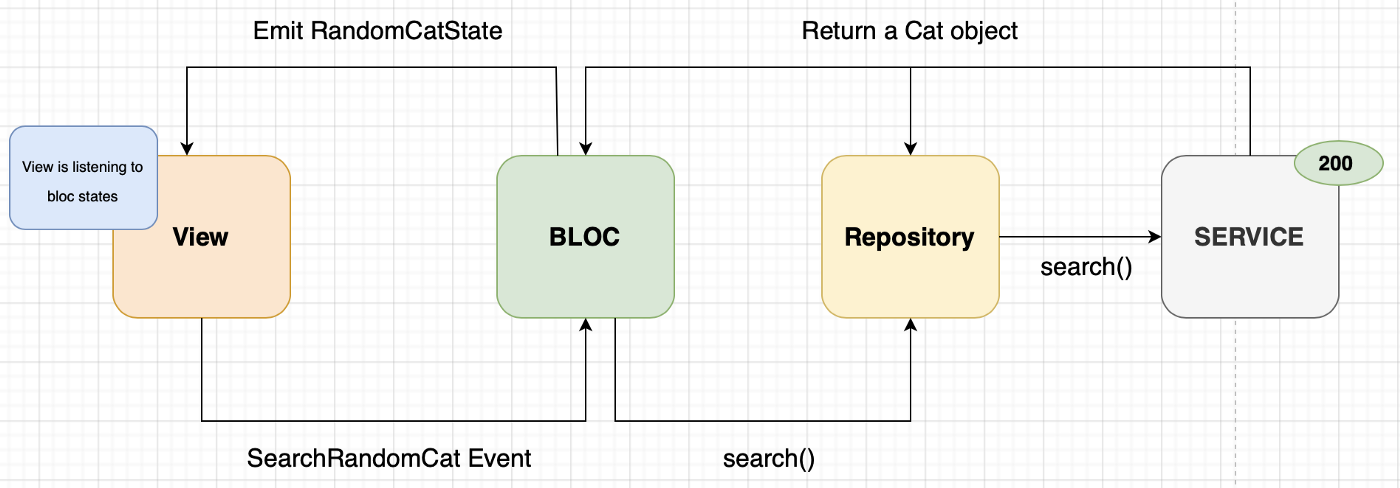 Emit RandomCatState
Return a Cat object
View is listening to
bloc states
200
View
BLOC
Repository
SERVICE
search()
SearchRandomCat Event
search()